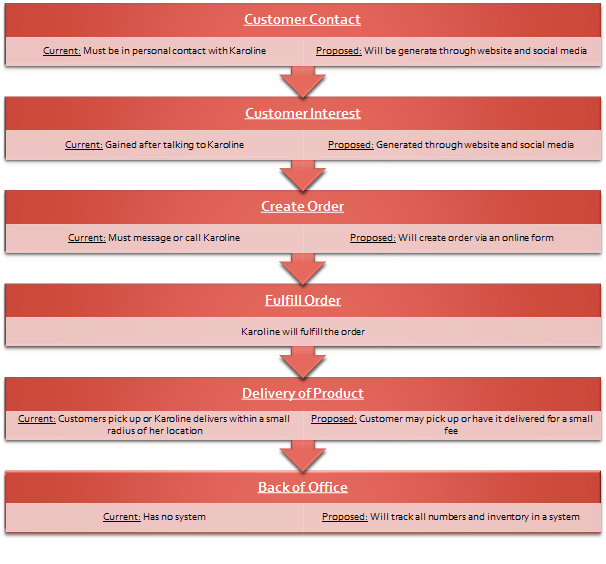 Customer Contact
Current: Must be in personal contact with Karoline
Proposed: Will be generate through website and social media
Customer Interest
Current: Gained after talking to Karoline
Proposed: Generated through website and social media
Create Order
Current: Must message or call Karoline
Proposed: Will create order via an online form
Fulfill Order
Karoline will fulfill the order
Delivery of Product
Current: Customers pick up or Karoline delivers within a small
radius of her location
Proposed: Customer may pick up or have it delivered for a small
fee
Back of Office
Current: Has no system
Proposed: Will track all numbers and inventory in a system